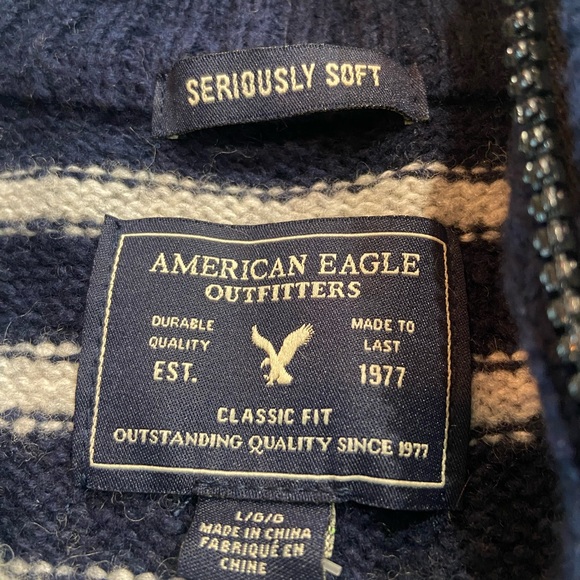 SERIOUSLY SOFT
AMERICAN EAGLE
OUTFITTERS
DURABLE QUALITY
MADE TO LAST
EST. 1977
CLASSIC FIT
OUTSTANDING QUALITY SINCE 1977
L/G/G
MADE IN CHINA
FABRIQUÉ EN
CHINE